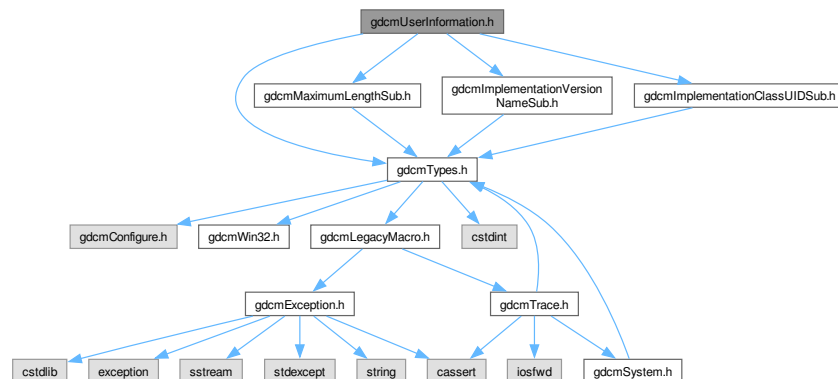 gdcmUserInformation.h
gdcmMaximumLengthSub.h
gdcmImplementationVersion
NameSub.h
gdcmImplementationClassUIDSub.h
gdcmTypes.h
gdcmConfigure.h
gdcmWin32.h
gdcmLegacyMacro.h
cstdint
gdcmException.h
gdcmTrace.h
cstdlib
exception
sstream
stdexcept
string
cassert
iosfwd
gdcmSystem.h